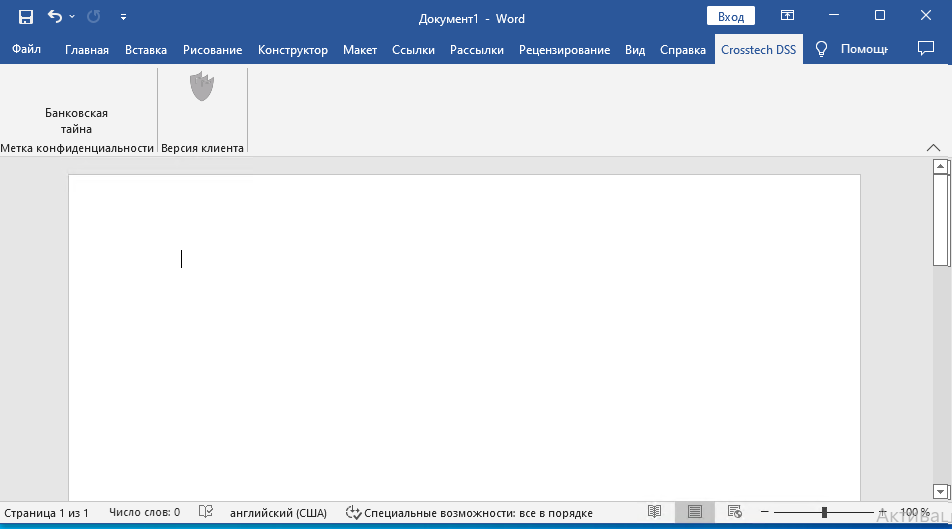 Документ1 - Word
Вход
Файл Главная Вставка Рисование Конструктор Макет Ссылки Рассылки Рецензирование Вид Справка Crosstech DSS Помощн
Банковская
тайна
Метка конфиденциальности Версия клиента
Страница 1 из 1 Число слов: 0 английский (США) Специальные возможности: все в порядке 100 %
Активац